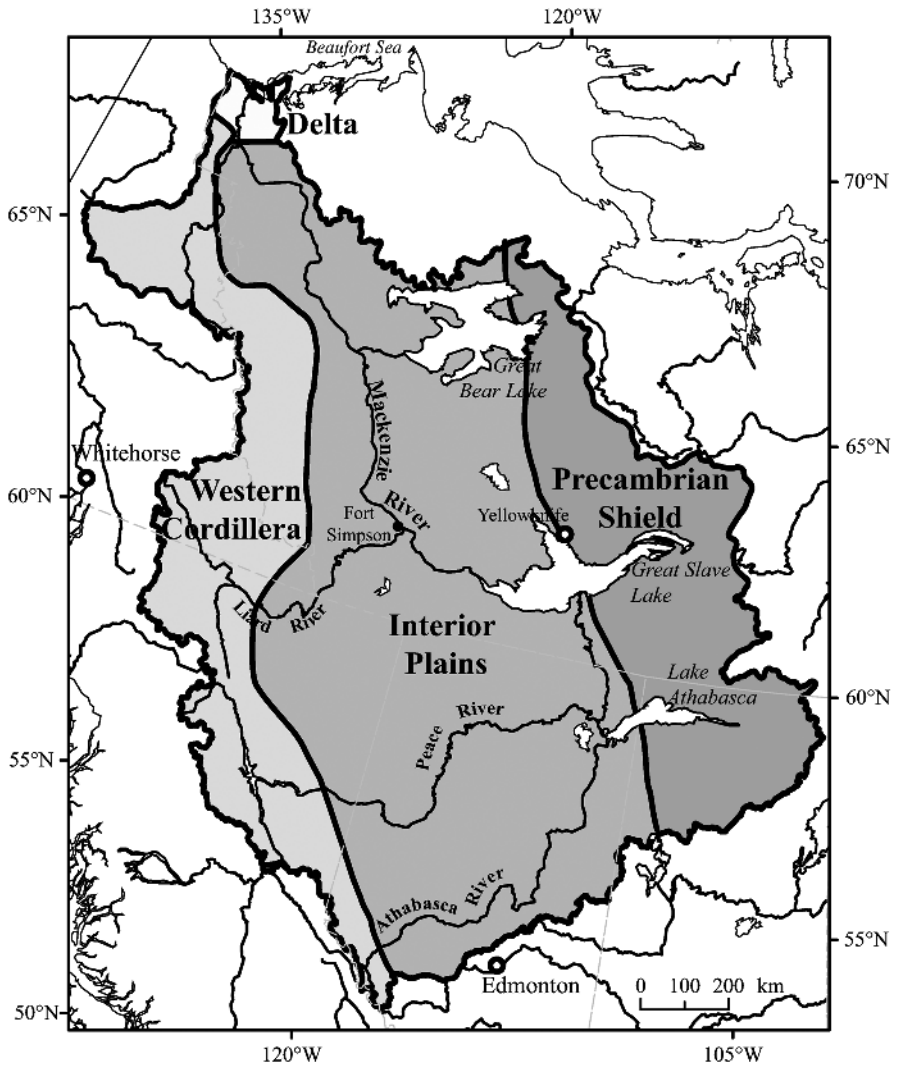 135°W
120°W
Beaufort Sea
Delta
70°N
65°N
Great
Bear Lake
Mackenzie
65°N
Whitehorse
Precambrian
Shield
60°N
Western
Cordillera
River
Fort
Simpson
Yellowknife
Great Slave
Lake
Liard
River
Interior
Plains
Lake
Athabasca
60°N
River
Peace
55°N
Athabasca
River
55°N
Edmonton
0 100 200 km
50°N
120°W
105°W